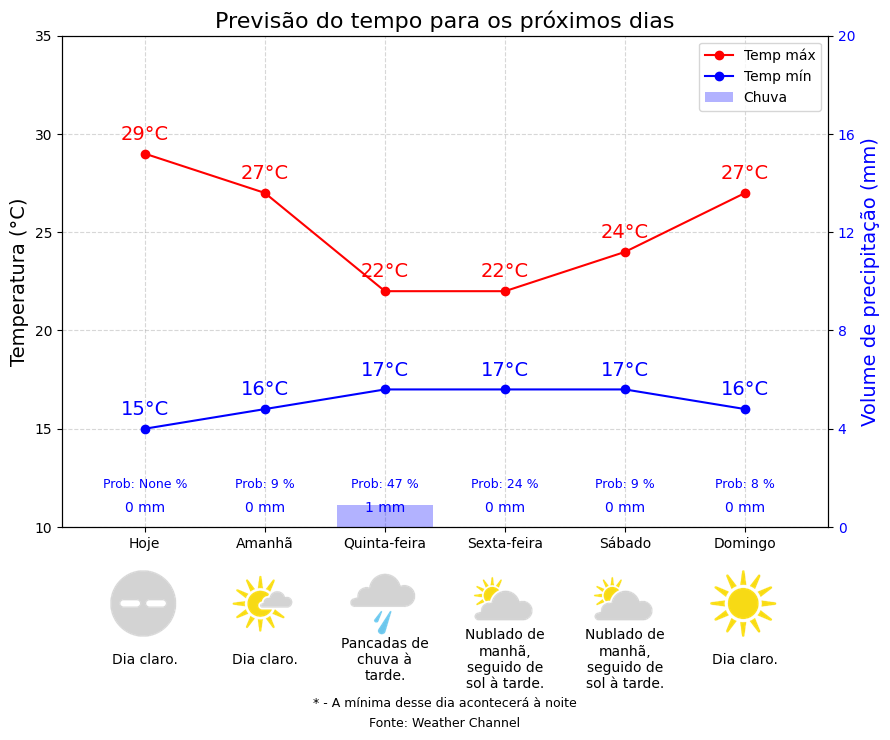 Previsão do tempo para os próximos dias
35
30
25
20
15
10
Temperatura (°C)
20
16
12
8
4
0
Volume de precipitação (mm)
Temp máx
Temp mín
Chuva
29°C
27°C
22°C
22°C
24°C
27°C
15°C
16°C
17°C
17°C
17°C
16°C
Prob: None %
Prob: 9 %
Prob: 47 %
Prob: 24 %
Prob: 9 %
Prob: 8 %
0 mm
0 mm
1 mm
0 mm
0 mm
0 mm
Hoje
Amanhã
Quinta-feira
Sexta-feira
Sábado
Domingo
Dia claro.
Dia claro.
Pancadas de
chuva à
tarde.
Nublado de
manhã,
seguido de
sol à tarde.
Nublado de
manhã,
seguido de
sol à tarde.
Dia claro.
* - A mínima desse dia acontecerá à noite
Fonte: Weather Channel